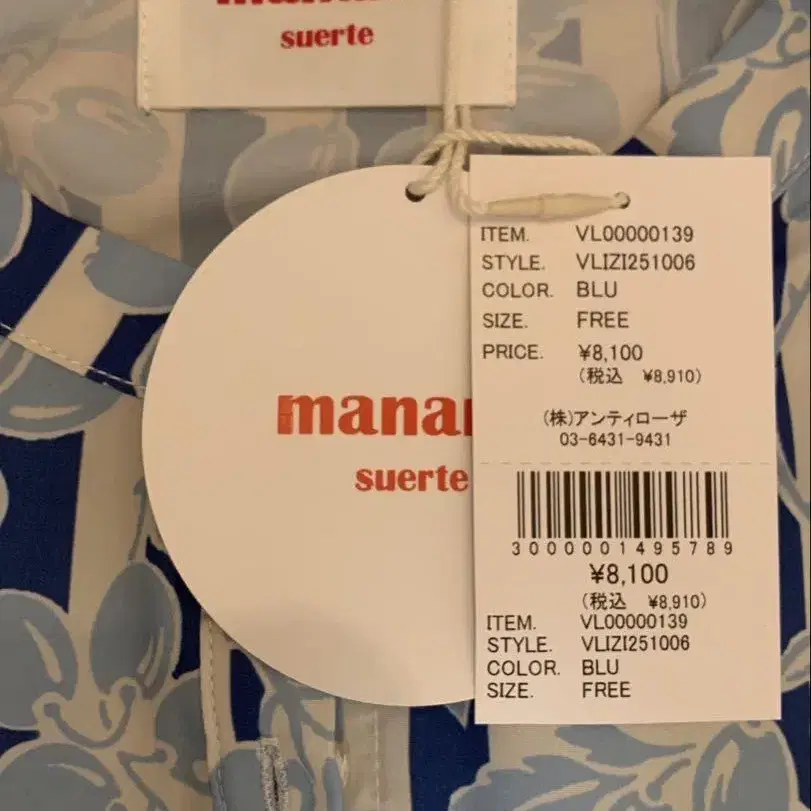 suerte
ITEM. VL00000139
STYLE. VLIZI251006
COLOR. BLU
SIZE. FREE
PRICE. ¥8,100
(税込 ¥8,910)
(株)アンティローザ
03-6431-9431
suerte
3000001495789
¥8,100
(税込 ¥8,910)
ITEM. VL00000139
STYLE. VLIZI251006
COLOR. BLU
SIZE. FREE